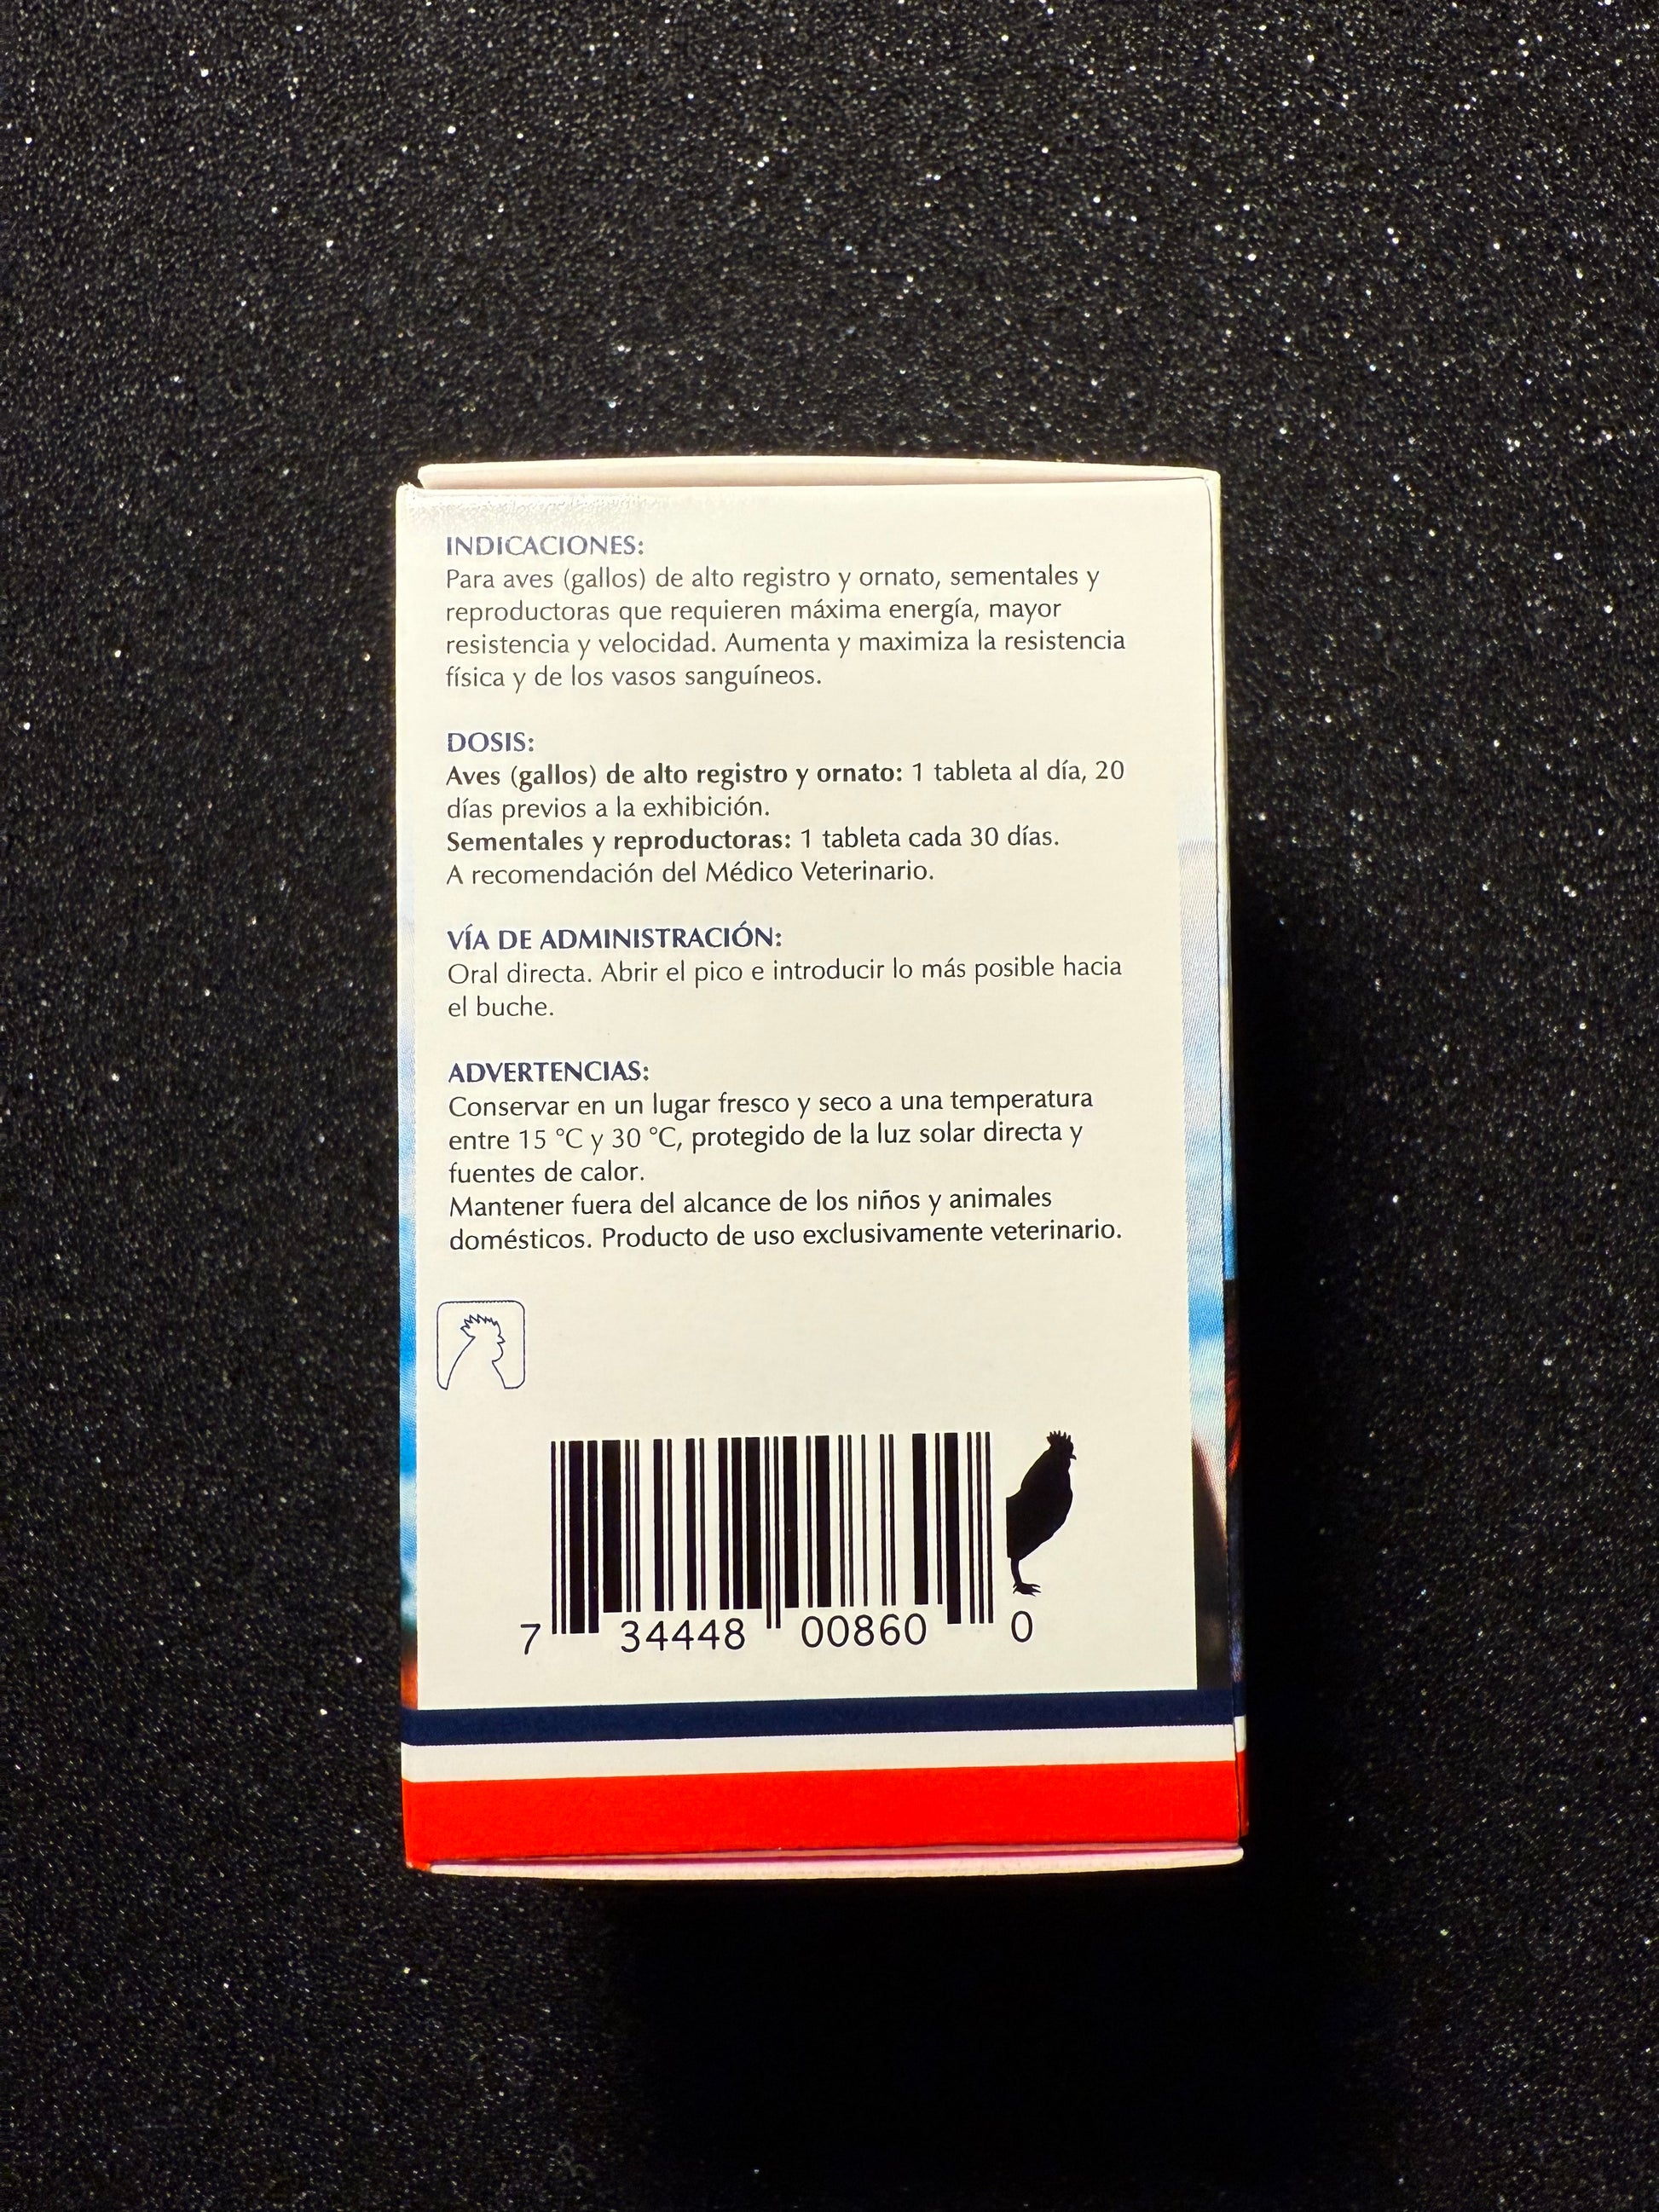 INDICACIONES:
Para aves (gallos) de alto registro y ornato, sementales y
reproductoras que requieren máxima energía, mayor
resistencia y velocidad. Aumenta y maximiza la resistencia
física y de los vasos sanguíneos.
DOSIS:
Aves (gallos) de alto registro y ornato: 1 tableta al día, 20
días previos a la exhibición.
Sementales y reproductoras: 1 tableta cada 30 días.
A recomendación del Médico Veterinario.
VÍA DE ADMINISTRACIÓN:
Oral directa. Abrir el pico e introducir lo más posible hacia
el buche.
ADVERTENCIAS:
Conservar en un lugar fresco y seco a una temperatura
entre 15 °C y 30 °C, protegido de la luz solar directa y
fuentes de calor.
Mantener fuera del alcance de los niños y animales
domésticos. Producto de uso exclusivamente veterinario.
7 34448 00860 0